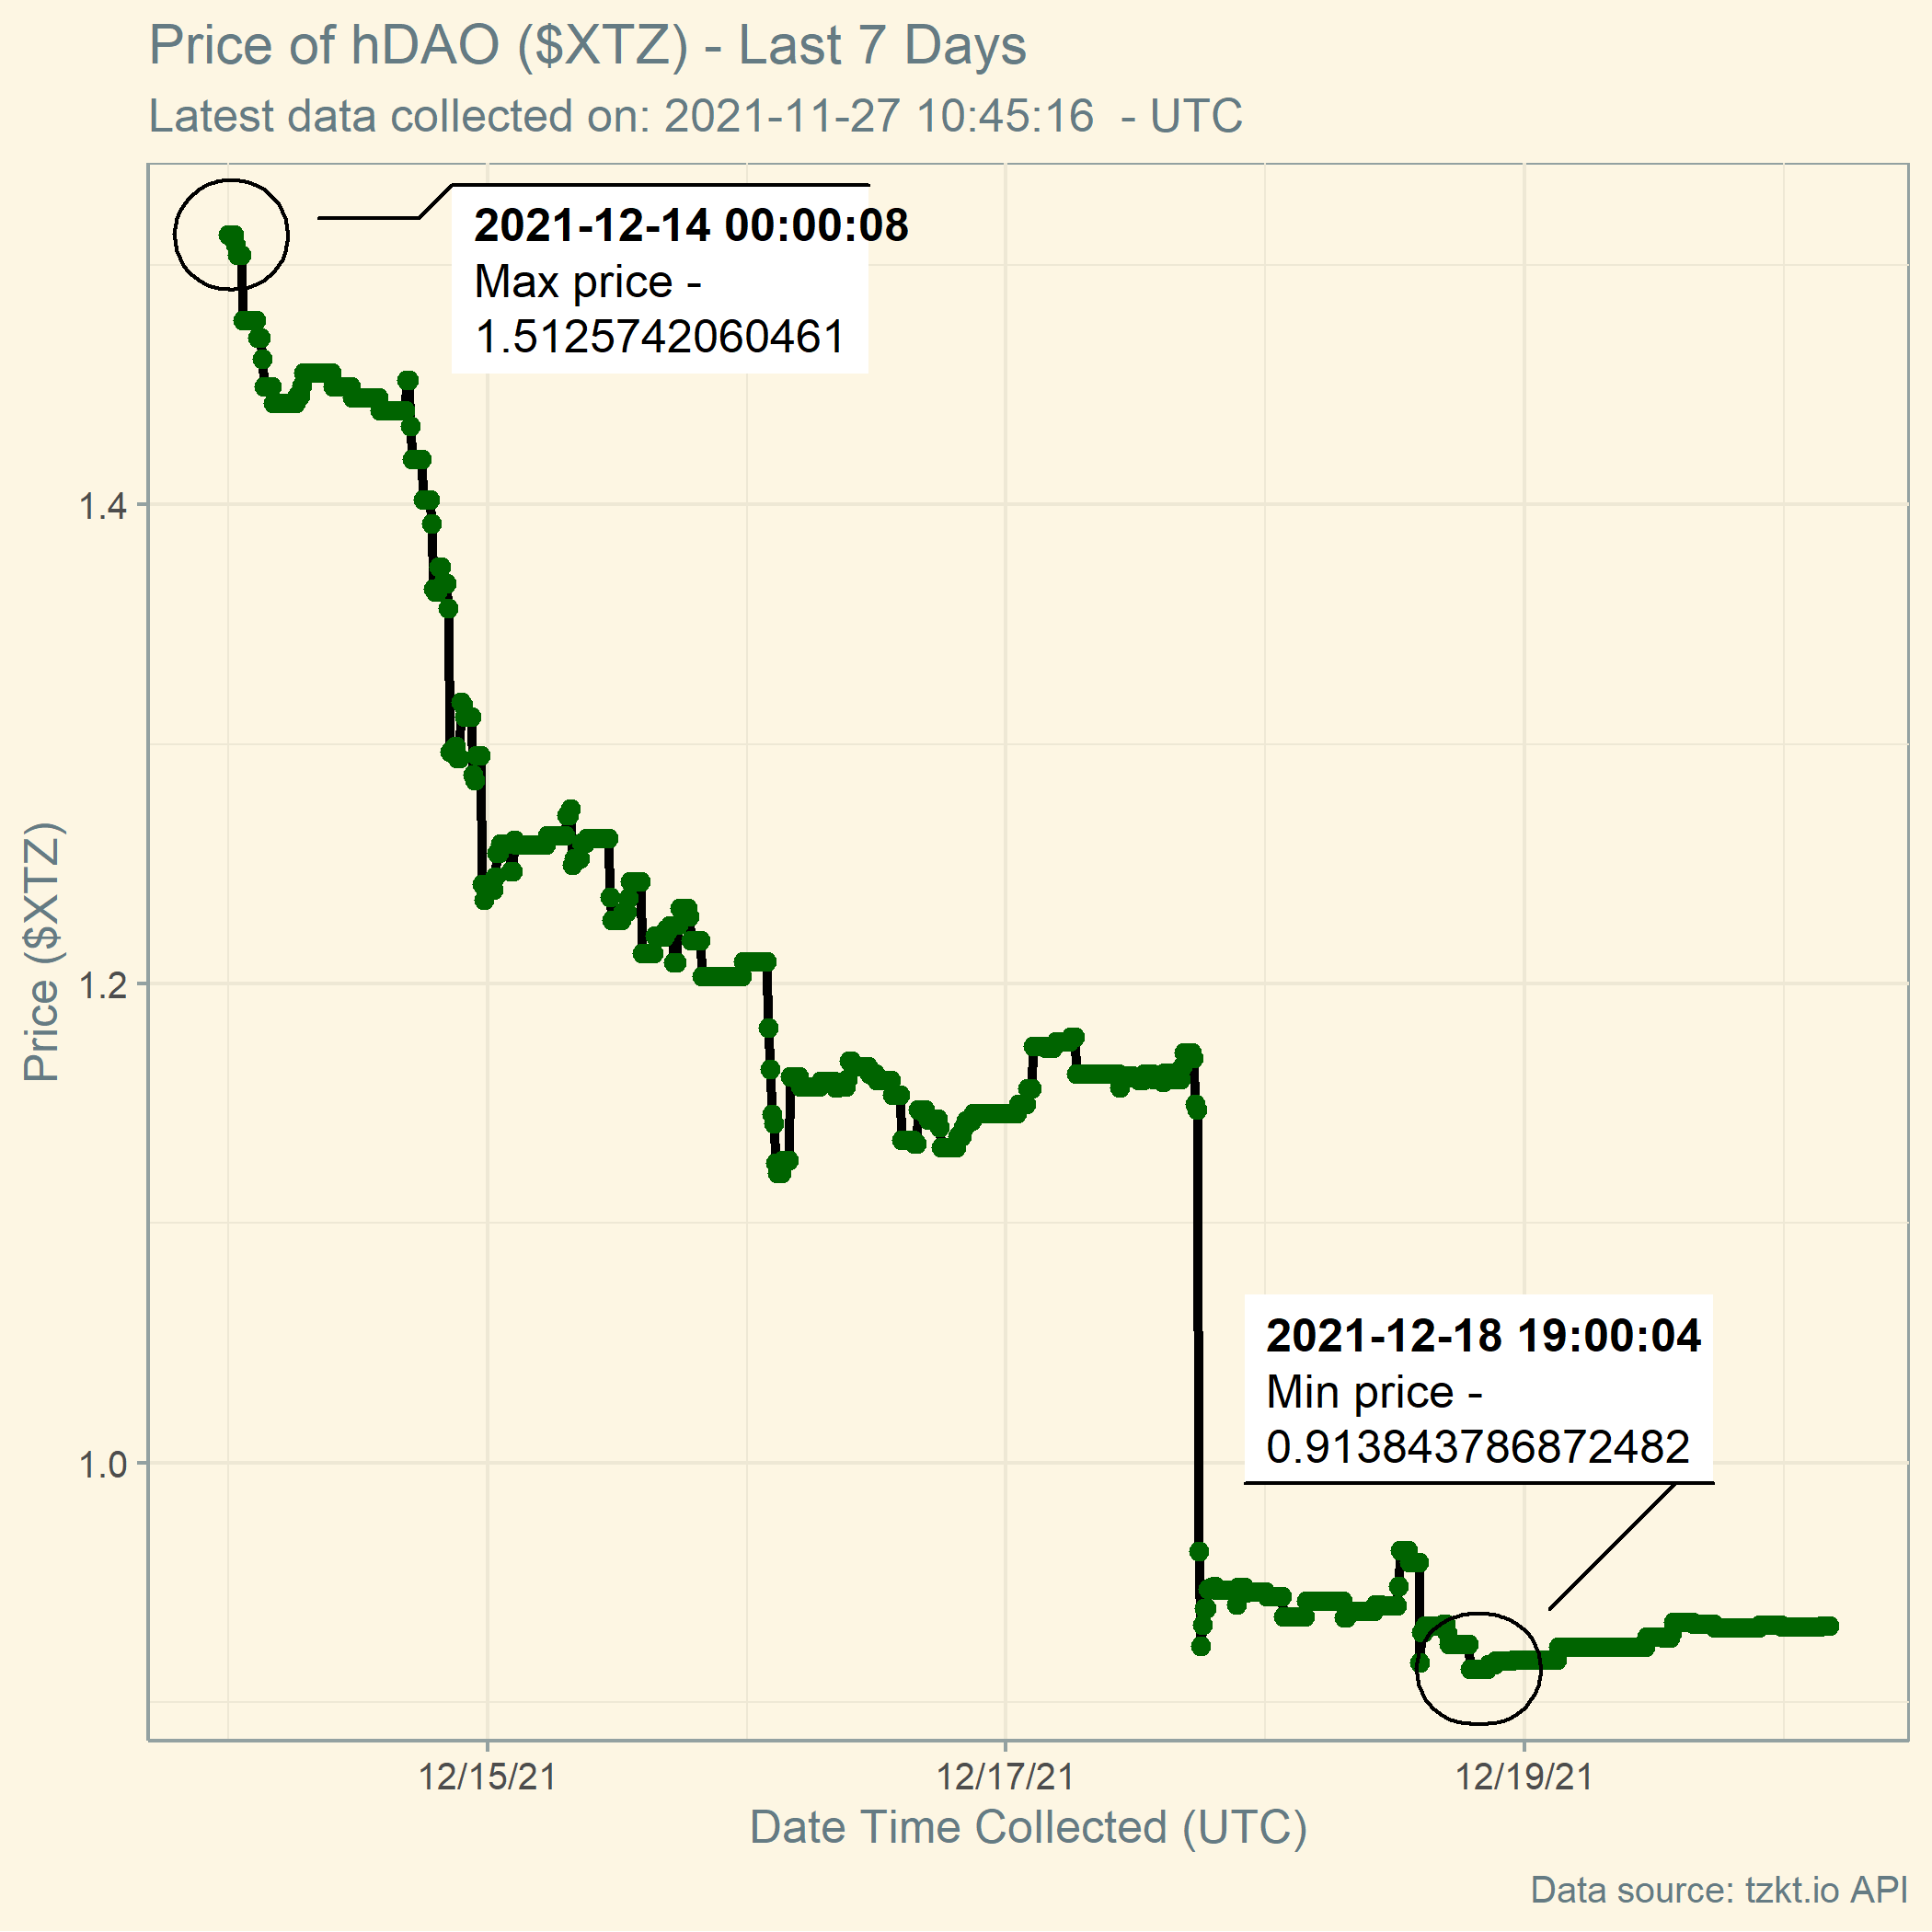 Price of hDAO ($XTZ) - Last 7 Days
Latest data collected on: 2021-11-27 10:45:16  - UTC
2021-12-14 00:00:08
Max price -
1.5125742060461
1.4
1.2
1.0
Price ($XTZ)
2021-12-18 19:00:04
Min price -
0.913843786872482
12/15/21
12/17/21
12/19/21
Date Time Collected (UTC)
Data source: tzkt.io API